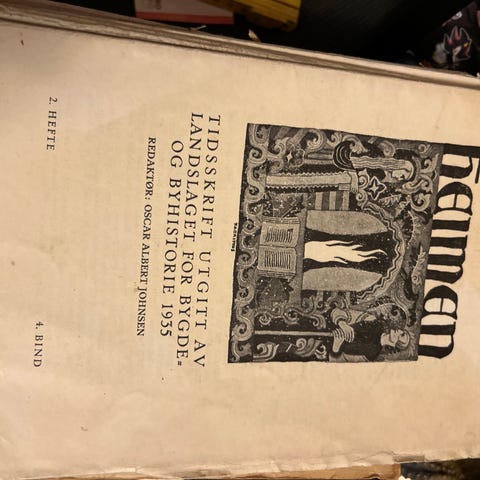 heimen
TIDSSKRIFT UTGITT AV
LANDSLAGET FOR BYGDE=
OG BYHISTORIE 1935
REDAKTØR: OSCAR ALBERT JOHNSEN
2. HEFTE
4. BIND